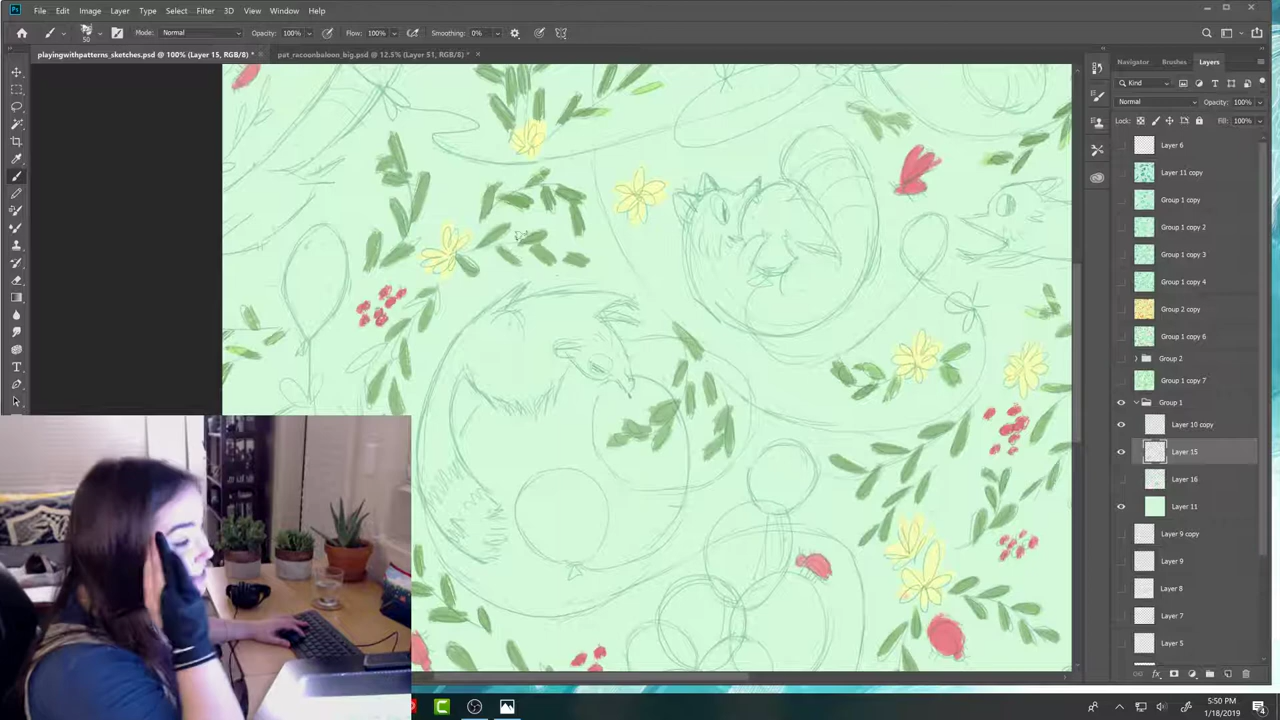 Ps File Edit Image Layer Type Select Filter 3D View Window Help
50 Mode: Normal Opacity: 100% Flow: 100% Smoothing: 0%
playingwithpatterns_sketches.psd @ 100% (Layer 15, RGB/8) * × pat_racoonbaloon_big.psd @ 12.5% (Layer 51, RGB/8) * ×
Navigator Brushes Layers
Kind
Normal Opacity: 100%
Lock: Fill: 100%
Layer 6
Layer 11 copy
Group 1 copy
Group 1 copy 2
Group 1 copy 3
Group 1 copy 4
Group 2 copy
Group 1 copy 6
Group 2
Group 1 copy 7
Group 1
Layer 10 copy
Layer 15
Layer 16
Layer 11
Layer 9 copy
Layer 9
Layer 8
Layer 7
Layer 5
fx
5:50 PM
1/18/2019
4